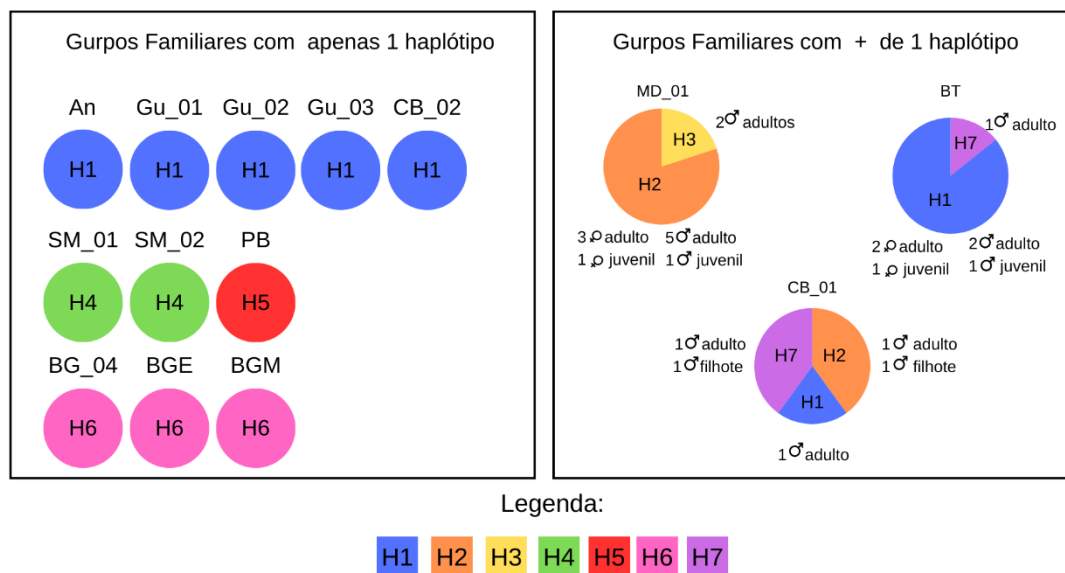 Gurpos Familiares com apenas 1 haplótipo
An Gu_01 Gu_02 Gu_03 CB_02
H1 H1 H1 H1 H1
SM_01 SM_02 PB
H4 H4 H5
BG_04 BGE BGM
H6 H6 H6
Gurpos Familiares com + de 1 haplótipo
MD_01
H3
2♂ adultos
H2
3♀ adulto 5♂ adulto
1♀ juvenil 1♂ juvenil
BT
1♂ adulto
H7
H1
2♀ adulto 2♂ adulto
1♀ juvenil 1♂ juvenil
CB_01
1♂ adulto
1♂ filhote
H7 H2
1♂ adulto
1♂ filhote
H1
1♂ adulto
Legenda:
H1 H2 H3 H4 H5 H6 H7